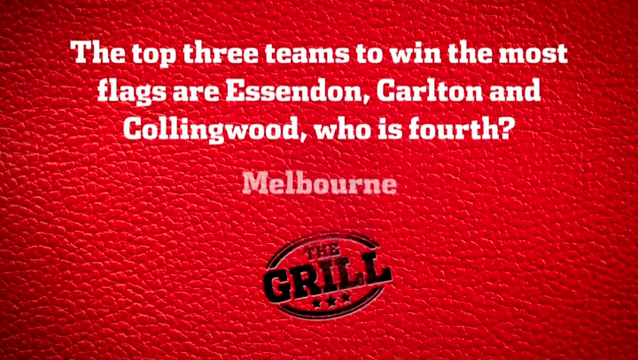 The top three teams to win the most
flags are Essendon, Carlton and
Collingwood, who is fourth?
Melbourne
THE
GRILL